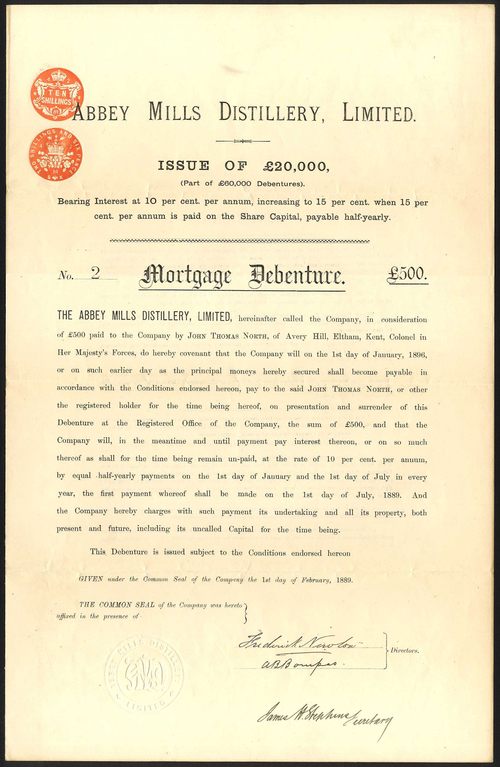 TEN
SHILLINGS
ABBEY MILLS DISTILLERY, LIMITED.
TWO SHILLINGS AND SIX PENCE
ISSUE OF £20,000,
(Part of £60,000 Debentures).
Bearing Interest at 10 per cent. per annum, increasing to 15 per cent. when 15 per
cent. per annum is paid on the Share Capital, payable half-yearly.
No. 2 Mortgage Debenture. £500.
THE ABBEY MILLS DISTILLERY, LIMITED, hereinafter called the Company, in consideration
of £500 paid to the Company by JOHN THOMAS NORTH, of Avery Hill, Eltham, Kent, Colonel in
Her Majesty's Forces, do hereby covenant that the Company will on the 1st day of January, 1896,
or on such earlier day as the principal moneys hereby secured shall become payable in
accordance with the Conditions endorsed hereon, pay to the said JOHN THOMAS NORTH, or other
the registered holder for the time being hereof, on presentation and surrender of this
Debenture at the Registered Office of the Company, the sum of £500, and that the
Company will, in the meantime and until payment pay interest thereon, or on so much
thereof as shall for the time being remain un-paid, at the rate of 10 per cent. per annum,
by equal half-yearly payments on the 1st day of January and the 1st day of July in every
year, the first payment whereof shall be made on the 1st day of July, 1889. And
the Company hereby charges with such payment its undertaking and all its property, both
present and future, including its uncalled Capital for the time being.
This Debenture is issued subject to the Conditions endorsed hereon
GIVEN under the Common Seal of the Company the 1st day of February, 1889.
THE COMMON SEAL of the Company was hereto
affixed in the presence of
Frederick Newton
ABBompas.
Directors.
ABBEY MILLS DISTILLERY
LIMITED
James H. Stephens Secretary